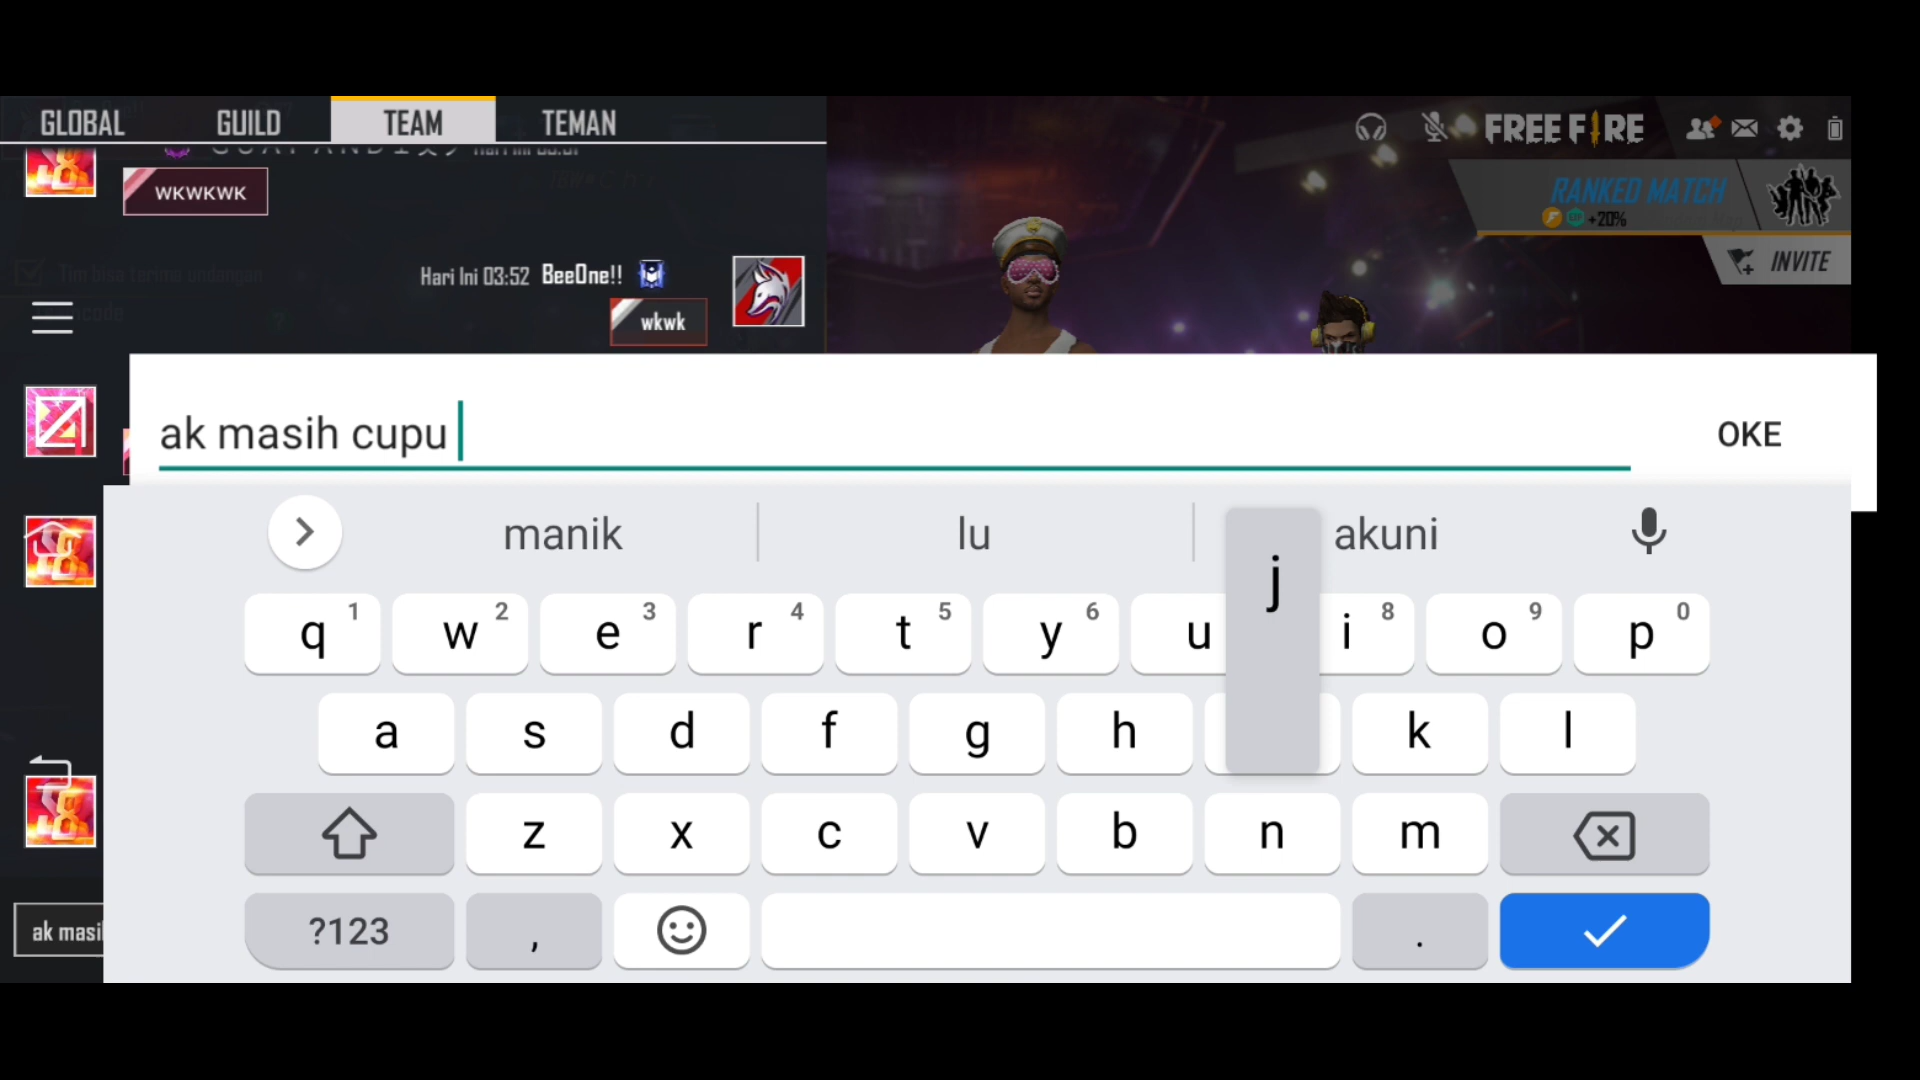 GLOBAL GUILD TEAM TEMAN
FREE FIRE
WKWKWK
RANKED MATCH
+20%
Hari Ini 03:52 BeeOne!!
INVITE
wkwk
ak masih cupu
OKE
manik lu akuni
j
q 1 w 2 e 3 r 4 t 5 y 6 u i 8 o 9 p 0
a s d f g h k l
z x c v b n m
?123 , .
ak masi